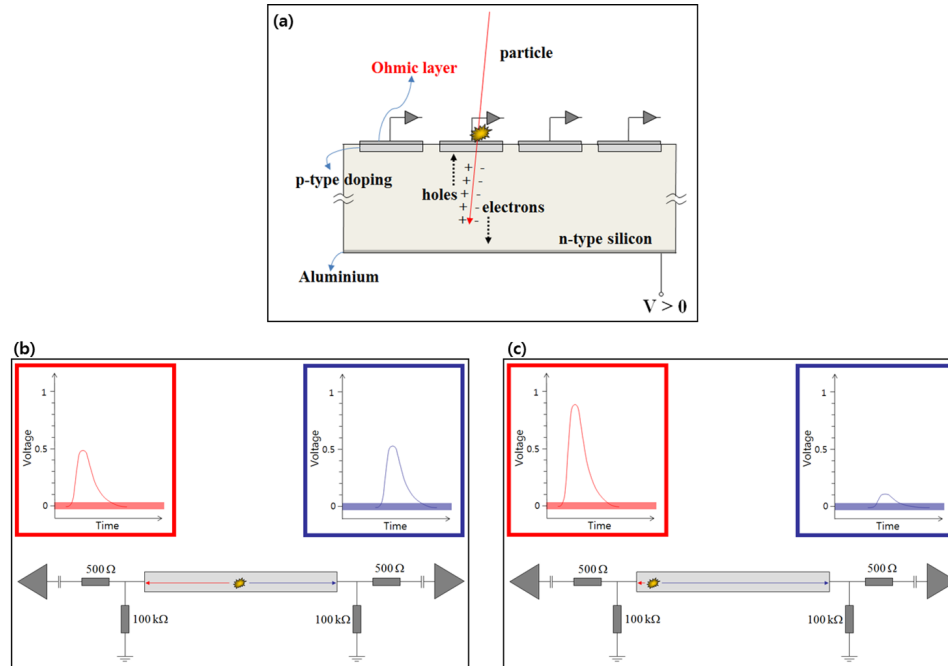 (a)
particle
Ohmic layer
p-type doping
+ -
+ -
holes
+ -
+ -
electrons
+ -
n-type silicon
Aluminium
V > 0
(b)
1
0.5
0
Voltage
Time
1
0.5
0
Voltage
Time
500 Ω
500 Ω
100 kΩ
100 kΩ
(c)
1
0.5
0
Voltage
Time
1
0.5
0
Voltage
Time
500 Ω
500 Ω
100 kΩ
100 kΩ